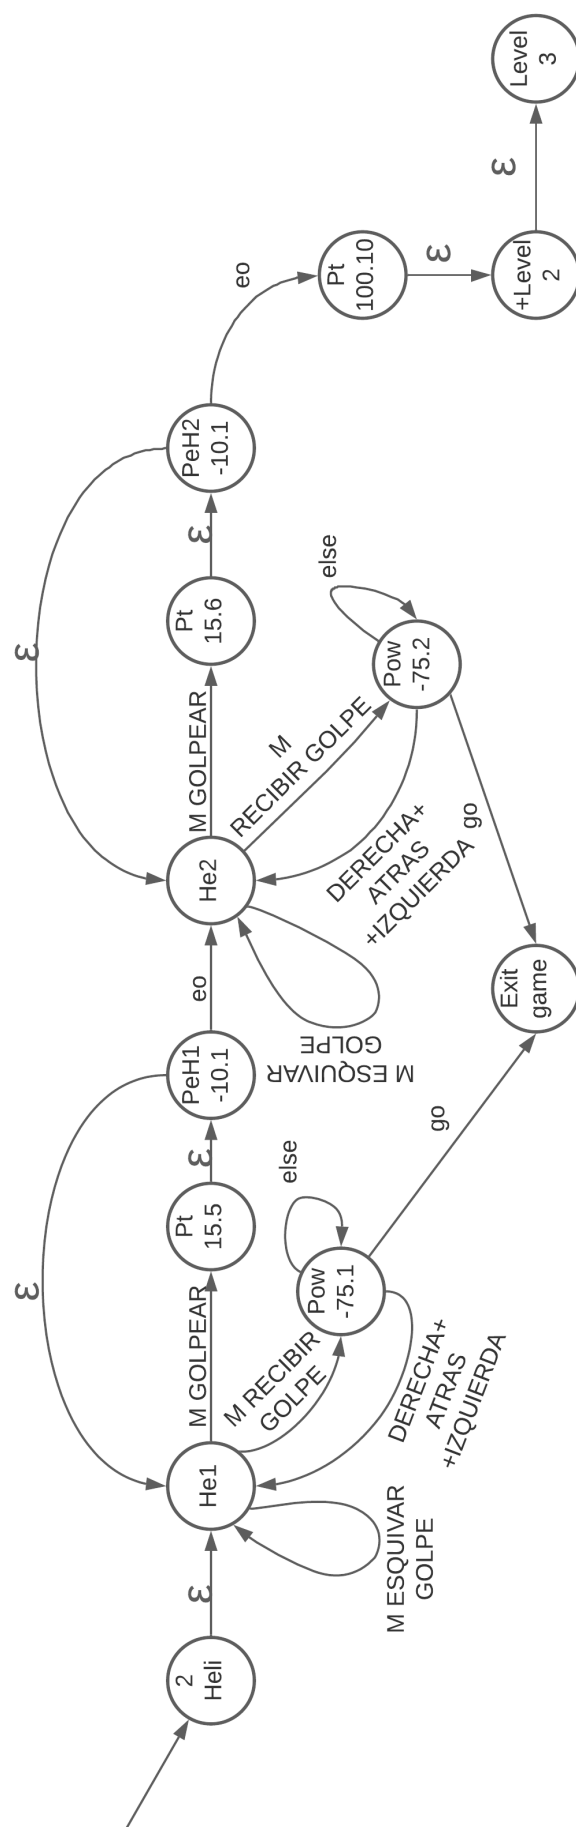 2
Heli
ε
He1
M ESQUIVAR
GOLPE
M GOLPEAR
M RECIBIR
GOLPE
DERECHA+
ATRAS
+IZQUIERDA
Pow
-75.1
else
go
Pt
15.5
ε
PeH1
-10.1
ε
eo
He2
M ESQUIVAR
GOLPE
M GOLPEAR
M
RECIBIR GOLPE
DERECHA+
ATRAS
+IZQUIERDA
Pow
-75.2
else
go
Exit
game
Pt
15.6
ε
PeH2
-10.1
ε
eo
Pt
100.10
ε
+Level
2
ε
Level
3